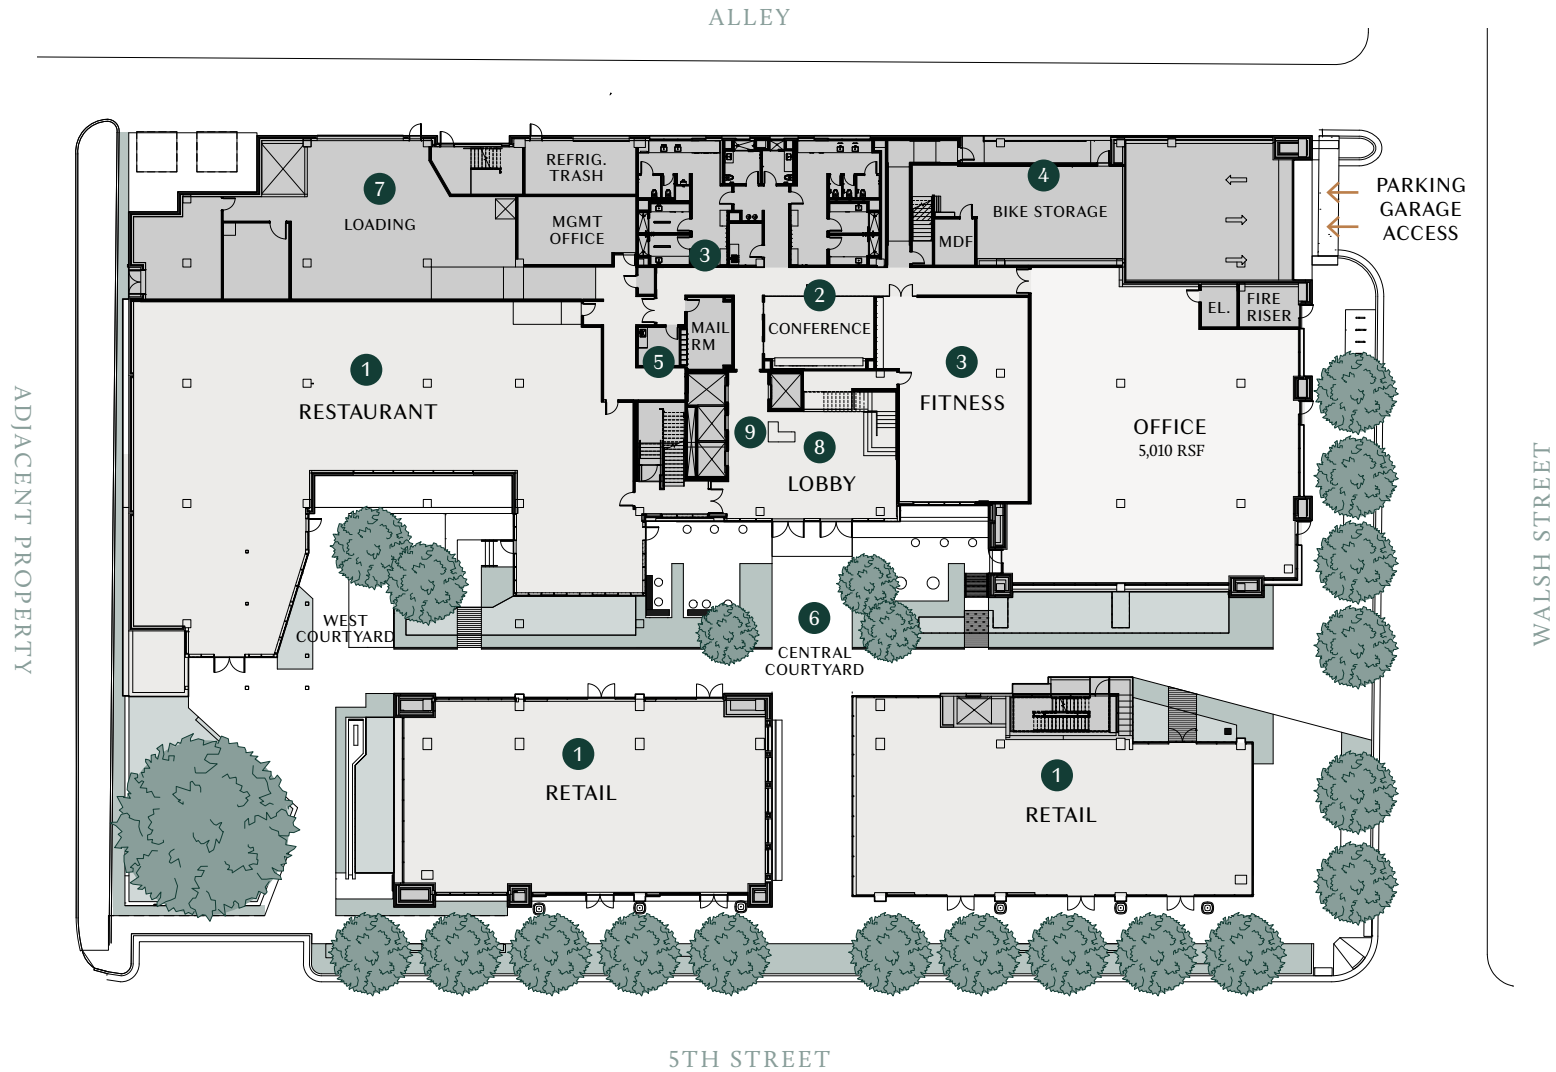 ALLEY
REFRIG.
TRASH
7
LOADING
MGMT
OFFICE
3
4
BIKE STORAGE
MDF
PARKING
GARAGE
ACCESS
2
CONFERENCE
MAIL
RM
5
EL.
FIRE
RISER
1
RESTAURANT
3
FITNESS
OFFICE
5,010 RSF
9
8
LOBBY
ADJACENT PROPERTY
WALSH STREET
WEST
COURTYARD
6
CENTRAL
COURTYARD
1
RETAIL
1
RETAIL
5TH STREET